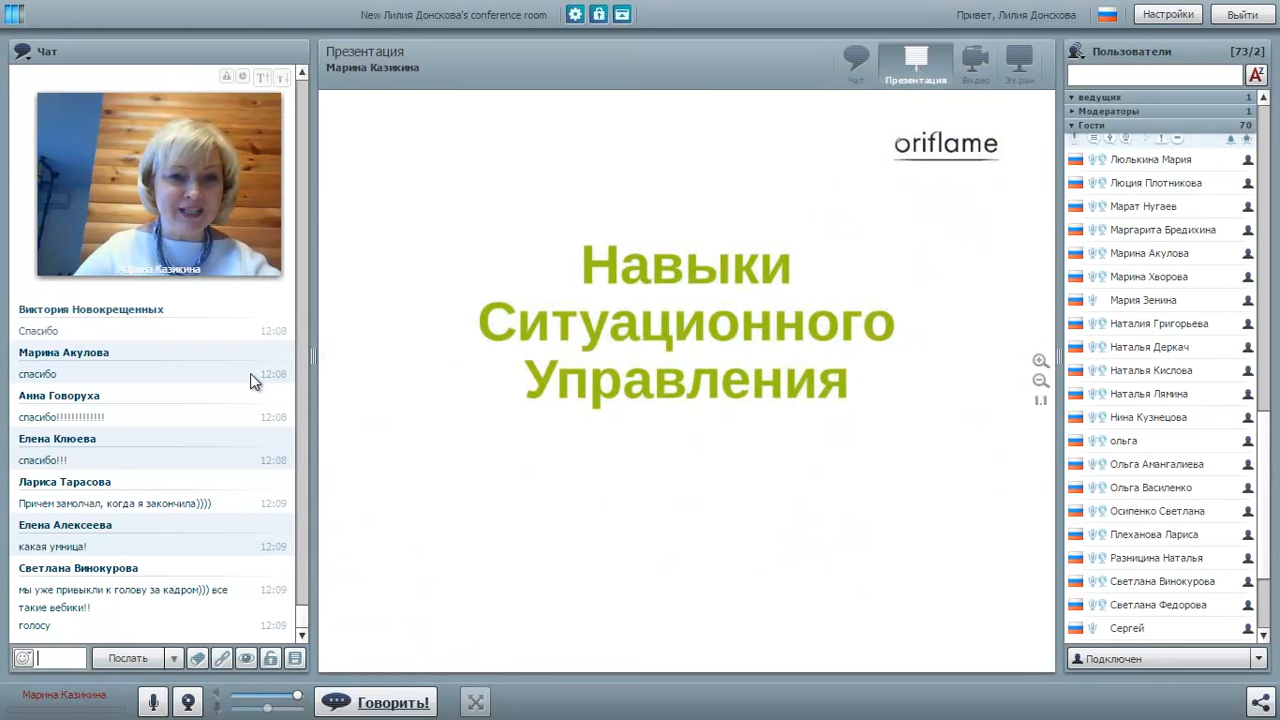 New Лилия Донскова's conference room
Привет, Лилия Донскова
Настройки
Выйти
Чат
Марина Казикина
Виктория Новокрещенных
Спасибо 12:08
Марина Акулова
спасибо 12:08
Анна Говоруха
спасибо!!!!!!!!!!!!! 12:08
Елена Клюева
спасибо!!! 12:08
Лариса Тарасова
Причем замолчал, когда я закончила)))) 12:09
Елена Алексеева
какая умница! 12:09
Светлана Винокурова
мы уже привыкли к голову за кадром))) все 12:09
такие вебики!!
голосу 12:09
Послать
Презентация
Марина Казикина
Чат
Презентация
Видео
Экран
oriflame
Навыки
Ситуационного
Управления
1.1
Пользователи [73/2]
ведущих 1
Модераторы 1
Гости 70
Люлькина Мария
Люция Плотникова
Марат Нугаев
Маргарита Бредихина
Марина Акулова
Марина Хворова
Мария Зенина
Наталия Григорьева
Наталья Деркач
Наталья Кислова
Наталья Лямина
Нина Кузнецова
ольга
Ольга Амангалиева
Ольга Василенко
Осипенко Светлана
Плеханова Лариса
Разницина Наталья
Светлана Винокурова
Светлана Федорова
Сергей
Подключен
Марина Казикина
Говорить!